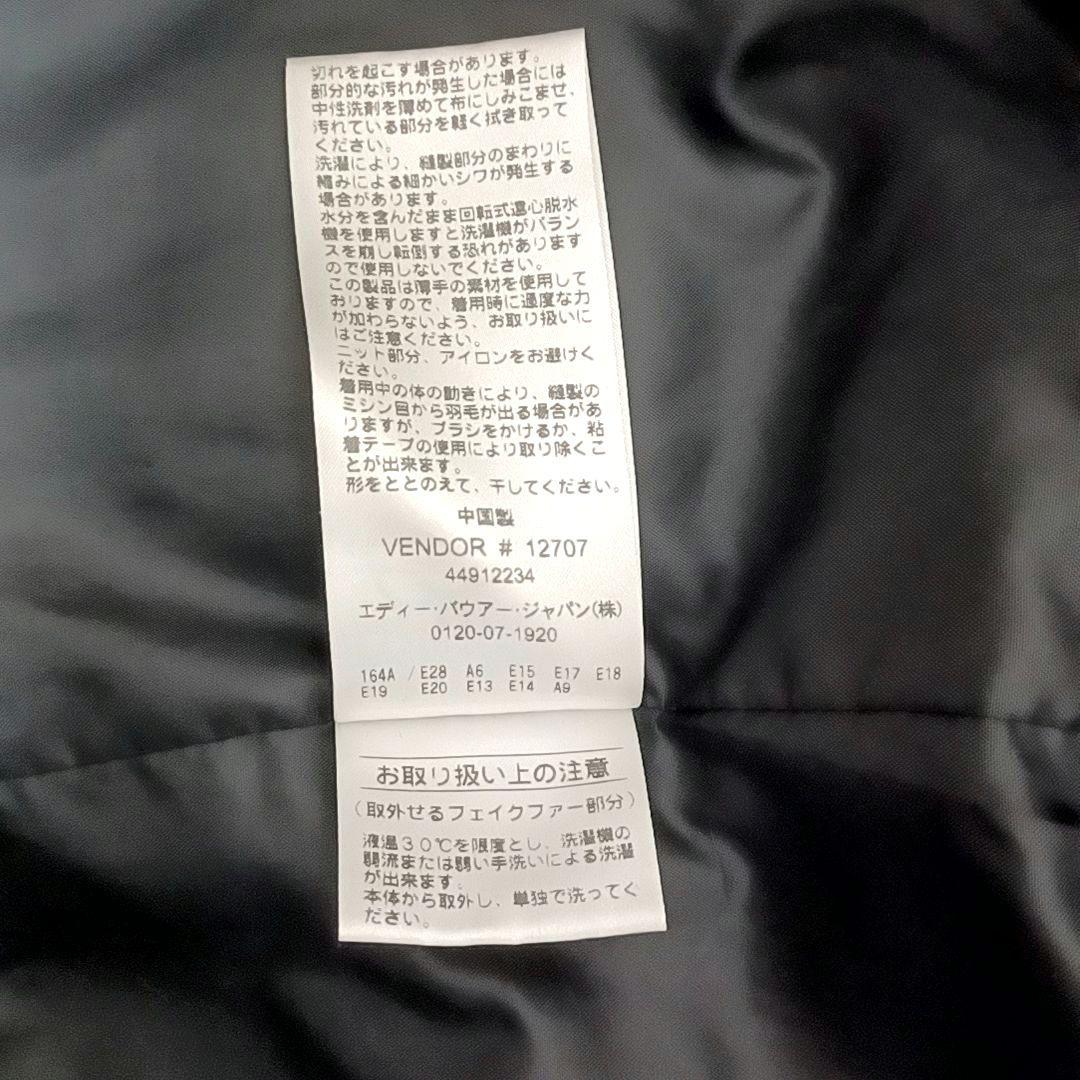 切れを起こす場合があります。
部分的な汚れが発生した場合には
中性洗剤を薄めて布にしみこませ、
汚れている部分を軽く拭き取って
ください。
洗濯により、縫製部分のまわりに
縮みによる細かいシワが発生する
場合があります。
水分を含んだまま回転式遠心脱水
機を使用しますと洗濯機がバラン
スを崩し転倒する恐れがあります
ので使用しないでください。
この製品は薄手の素材を使用して
おりますので、着用時に過度な力
が加わらないよう、お取り扱いに
はご注意ください。
ニット部分、アイロンをお避けく
ださい。
着用中の体の動きにより、縫製の
ミシン目から羽毛が出る場合があ
りますが、ブラシをかけるか、粘
着テープの使用により取り除くこ
とが出来ます。
形をととのえて、干してください。
中国製
VENDOR # 12707
44912234
エディー・バウアー・ジャパン(株)
0120-07-1920
164A / E28 A6 E15 E17 E18
E19 E20 E13 E14 A9
お取り扱い上の注意
(取外せるフェイクファー部分)
液温30℃を限度とし、洗濯機の
弱流または弱い手洗いによる洗濯
が出来ます。
本体から取外し、単独で洗ってく
ださい。